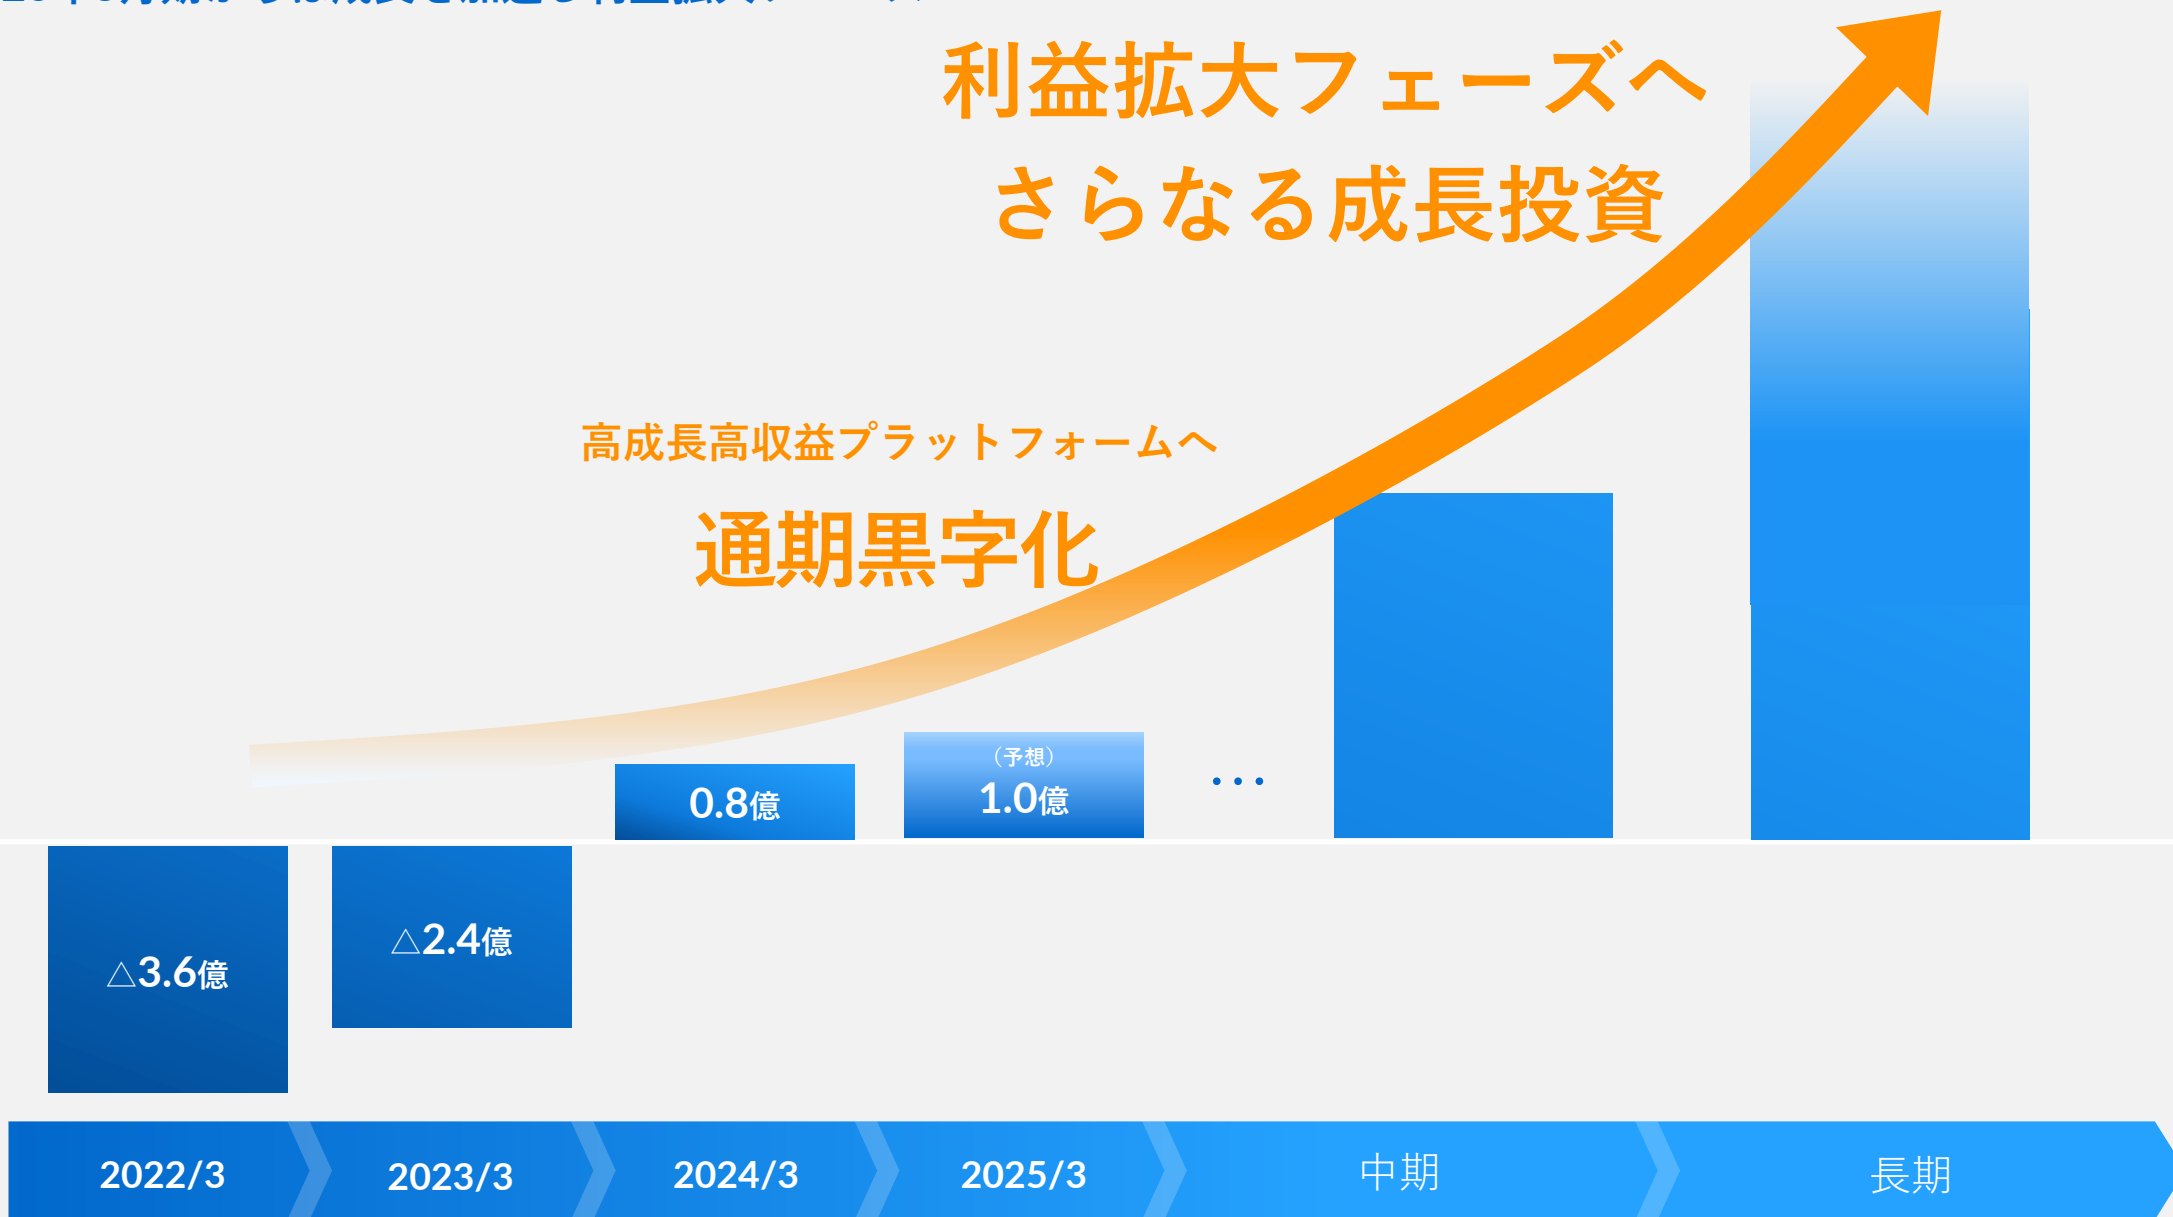 利益拡大フェーズへ
さらなる成長投資
高成長高収益プラットフォームへ
通期黒字化
(予想)
0.8億
1.0億
...
△3.6億
△2.4億
2022/3
2023/3
2024/3
2025/3
中期
長期